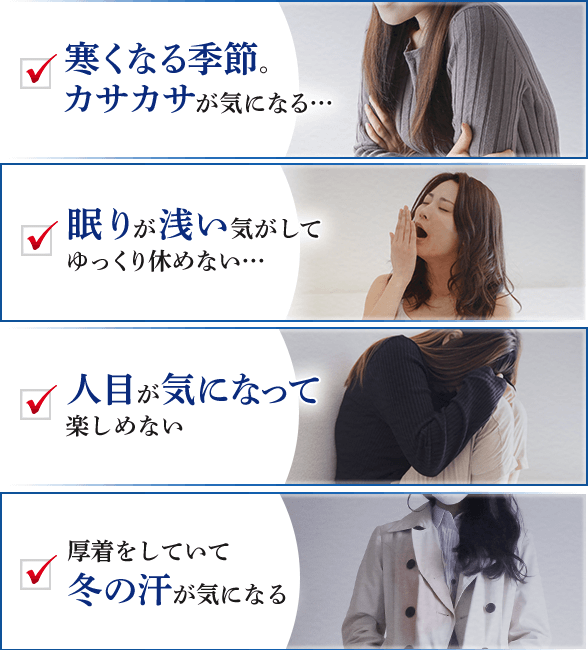 寒くなる季節。
カサカサが気になる…
眠りが浅い気がして
ゆっくり休めない…
人目が気になって
楽しめない
厚着をしていて
冬の汗が気になる